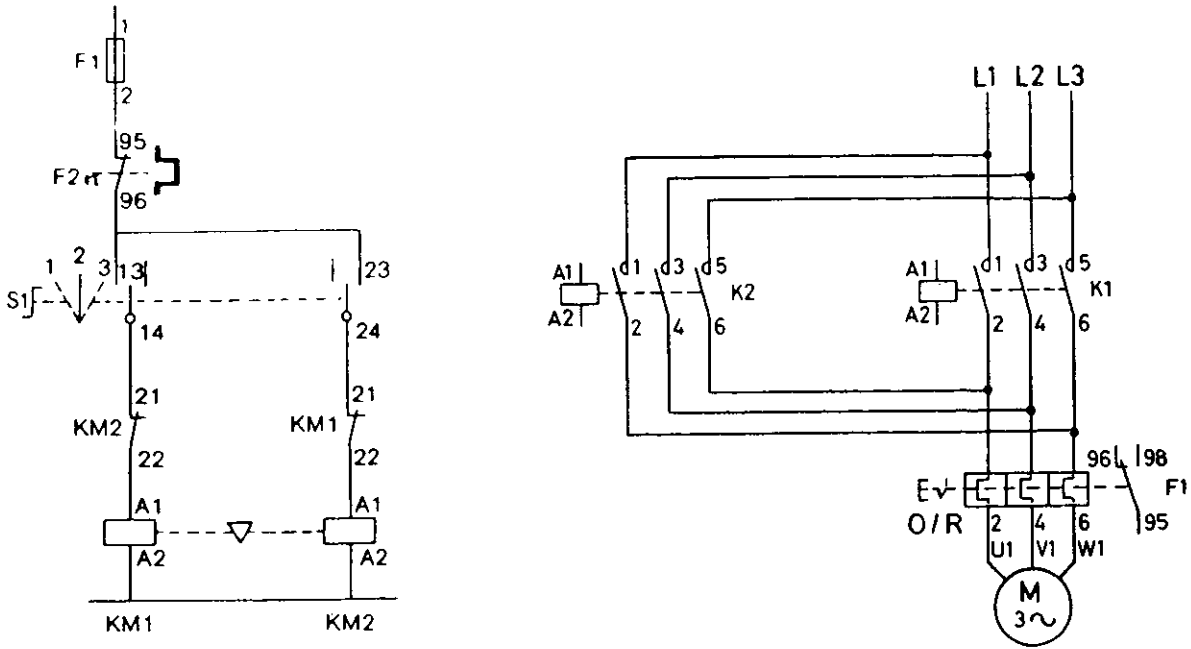 1
F1
2
95
F2
96
1 2 3 13 23
S1
14 24
21 21
KM2 KM1
22 22
A1 A1
A2 A2
KM1 KM2
L1 L2 L3
A1 1 3 5 K2
A2 2 4 6
A1 1 3 5 K1
A2 2 4 6
96 98
E F1
O/R 2 4 6 95
U1 V1 W1
M
3~